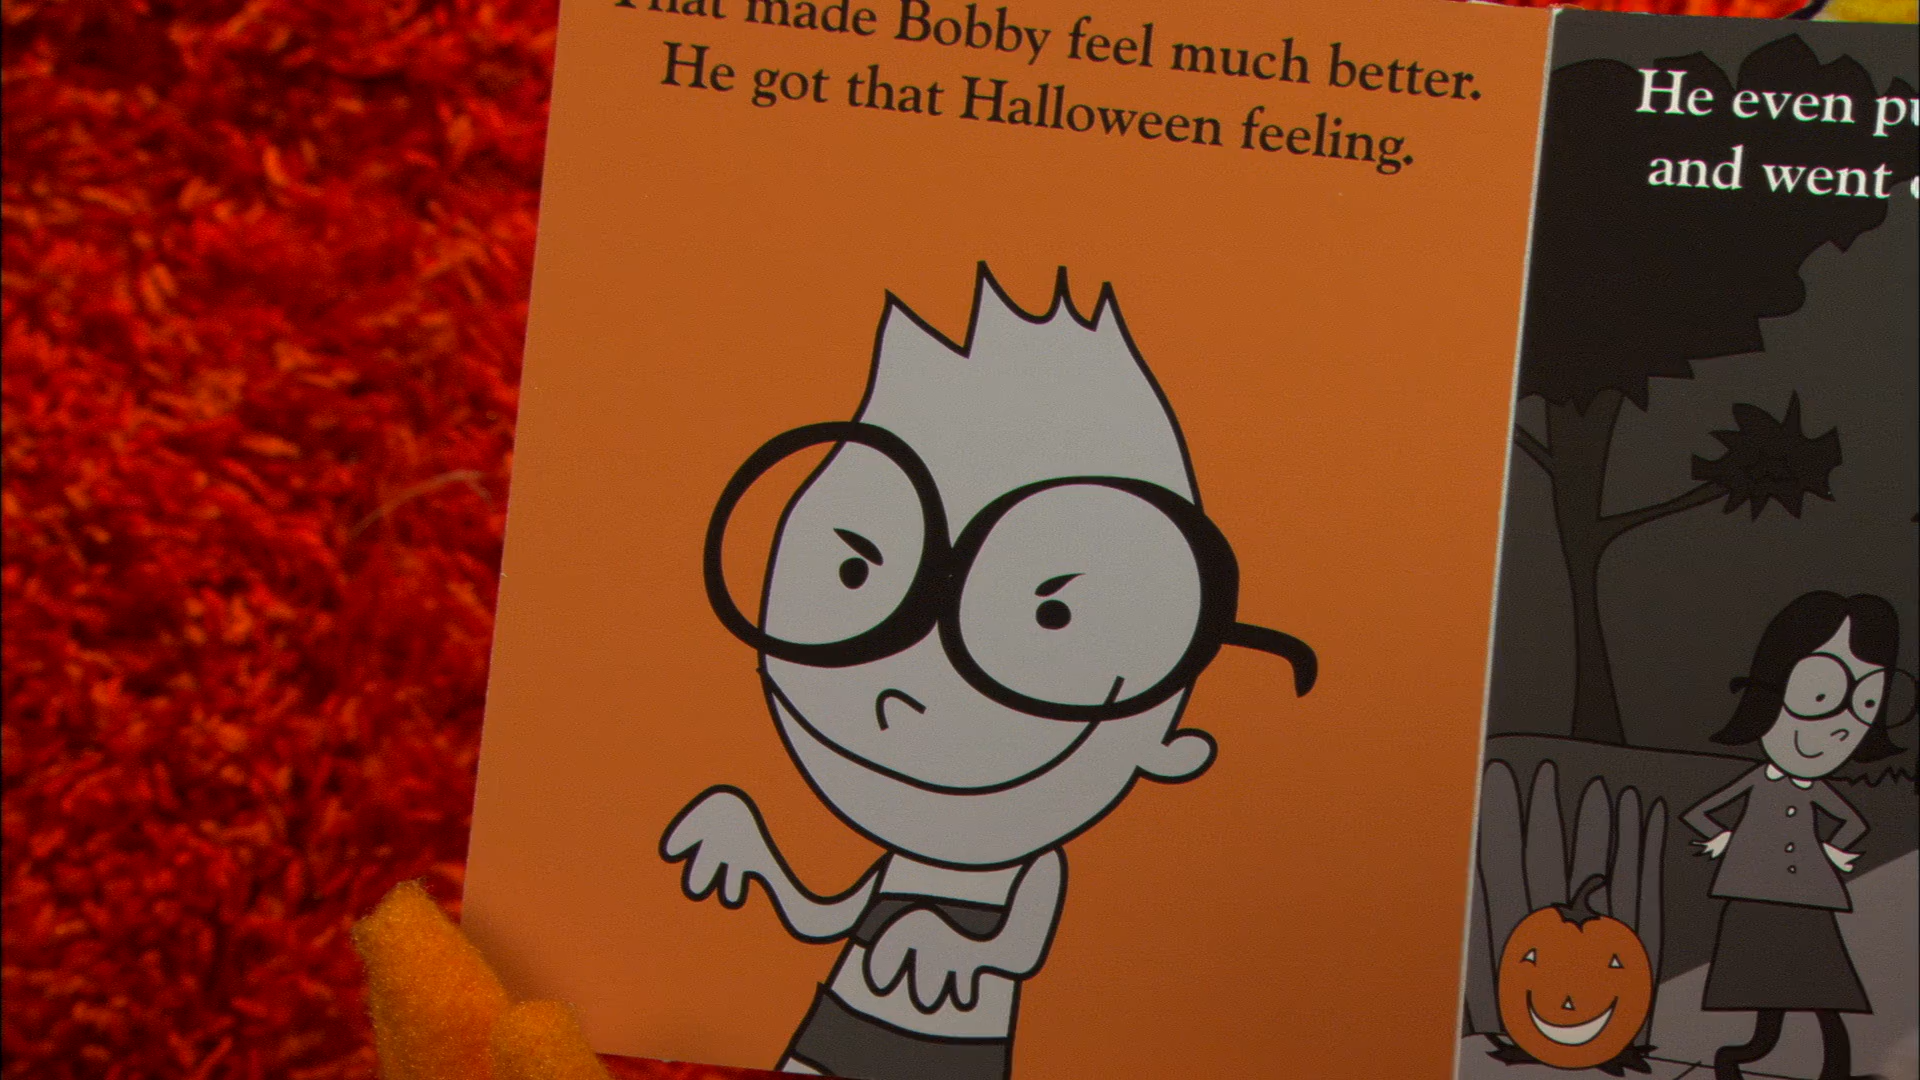 That made Bobby feel much better.
He got that Halloween feeling.
He even
and went